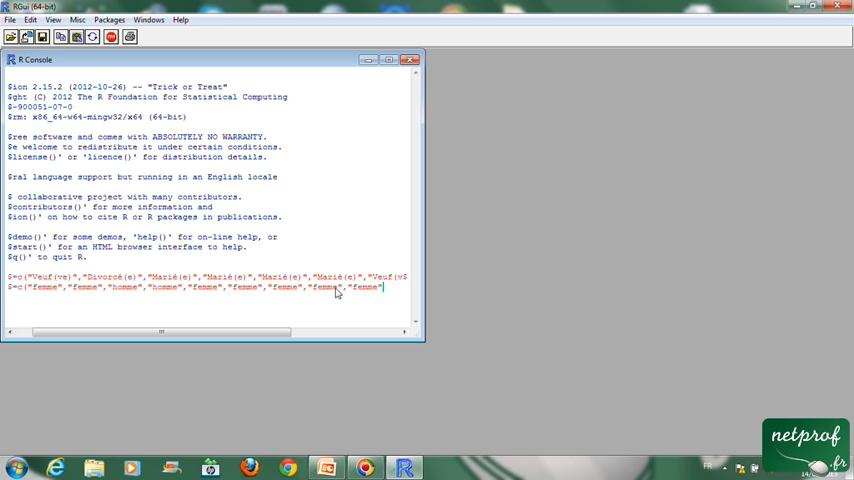 RGui (64-bit)
File Edit View Misc Packages Windows Help
R Console
$ion 2.15.2 (2012-10-26) -- "Trick or Treat"
$ght (C) 2012 The R Foundation for Statistical Computing
$-900051-07-0
$rm: x86_64-w64-mingw32/x64 (64-bit)
$ree software and comes with ABSOLUTELY NO WARRANTY.
$e welcome to redistribute it under certain conditions.
$license()' or 'licence()' for distribution details.
$ral language support but running in an English locale
$ collaborative project with many contributors.
$contributors()' for more information and
$ion()' on how to cite R or R packages in publications.
$demo()' for some demos, 'help()' for on-line help, or
$start()' for an HTML browser interface to help.
$q()' to quit R.
$=c("Veuf(ve)","Divorcé(e)","Marié(e)","Marié(e)","Marié(e)","Marié(e)","Veuf(v$
$=c("femme","femme","homme","homme","femme","femme","femme","femme","femme"
netprof
.fr
FR